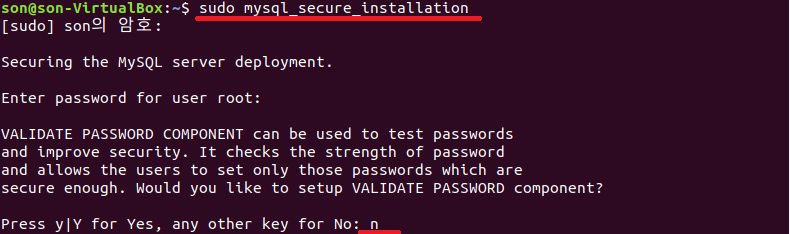 son@son-VirtualBox:~$ sudo mysql_secure_installation
[sudo] son의 암호:
Securing the MySQL server deployment.
Enter password for user root:
VALIDATE PASSWORD COMPONENT can be used to test passwords
and improve security. It checks the strength of password
and allows the users to set only those passwords which are
secure enough. Would you like to setup VALIDATE PASSWORD component?
Press y|Y for Yes, any other key for No: n